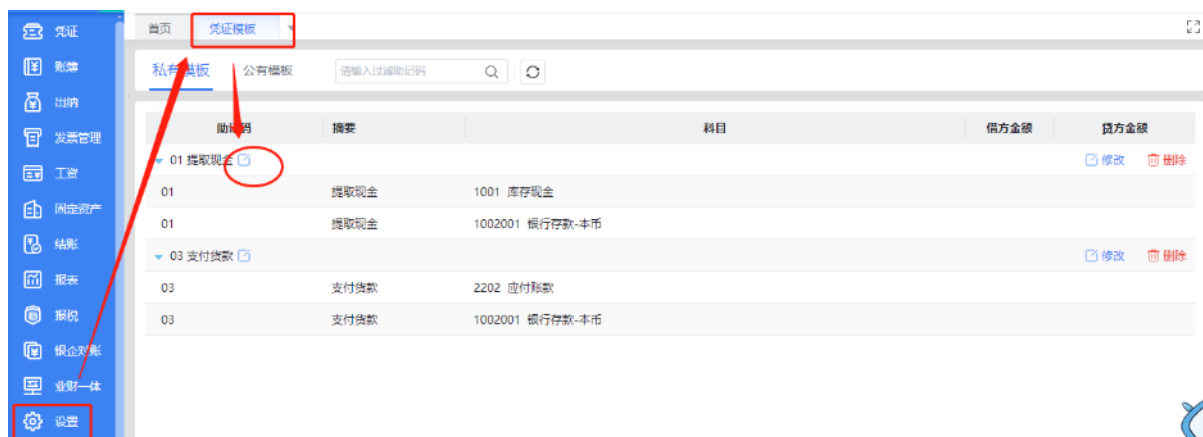 凭证
首页 凭证模板
账簿
私有模板 公有模板 请输入过滤助记码
出纳
发票管理
助记码 摘要 科目 借方金额 贷方金额
工资
01 提取现金 修改 删除
固定资产
01 提取现金 1001 库存现金
结账
01 提取现金 1002001 银行存款-本币
报表
03 支付货款 修改 删除
报税
03 支付货款 2202 应付账款
银企对账
03 支付货款 1002001 银行存款-本币
业财一体
设置